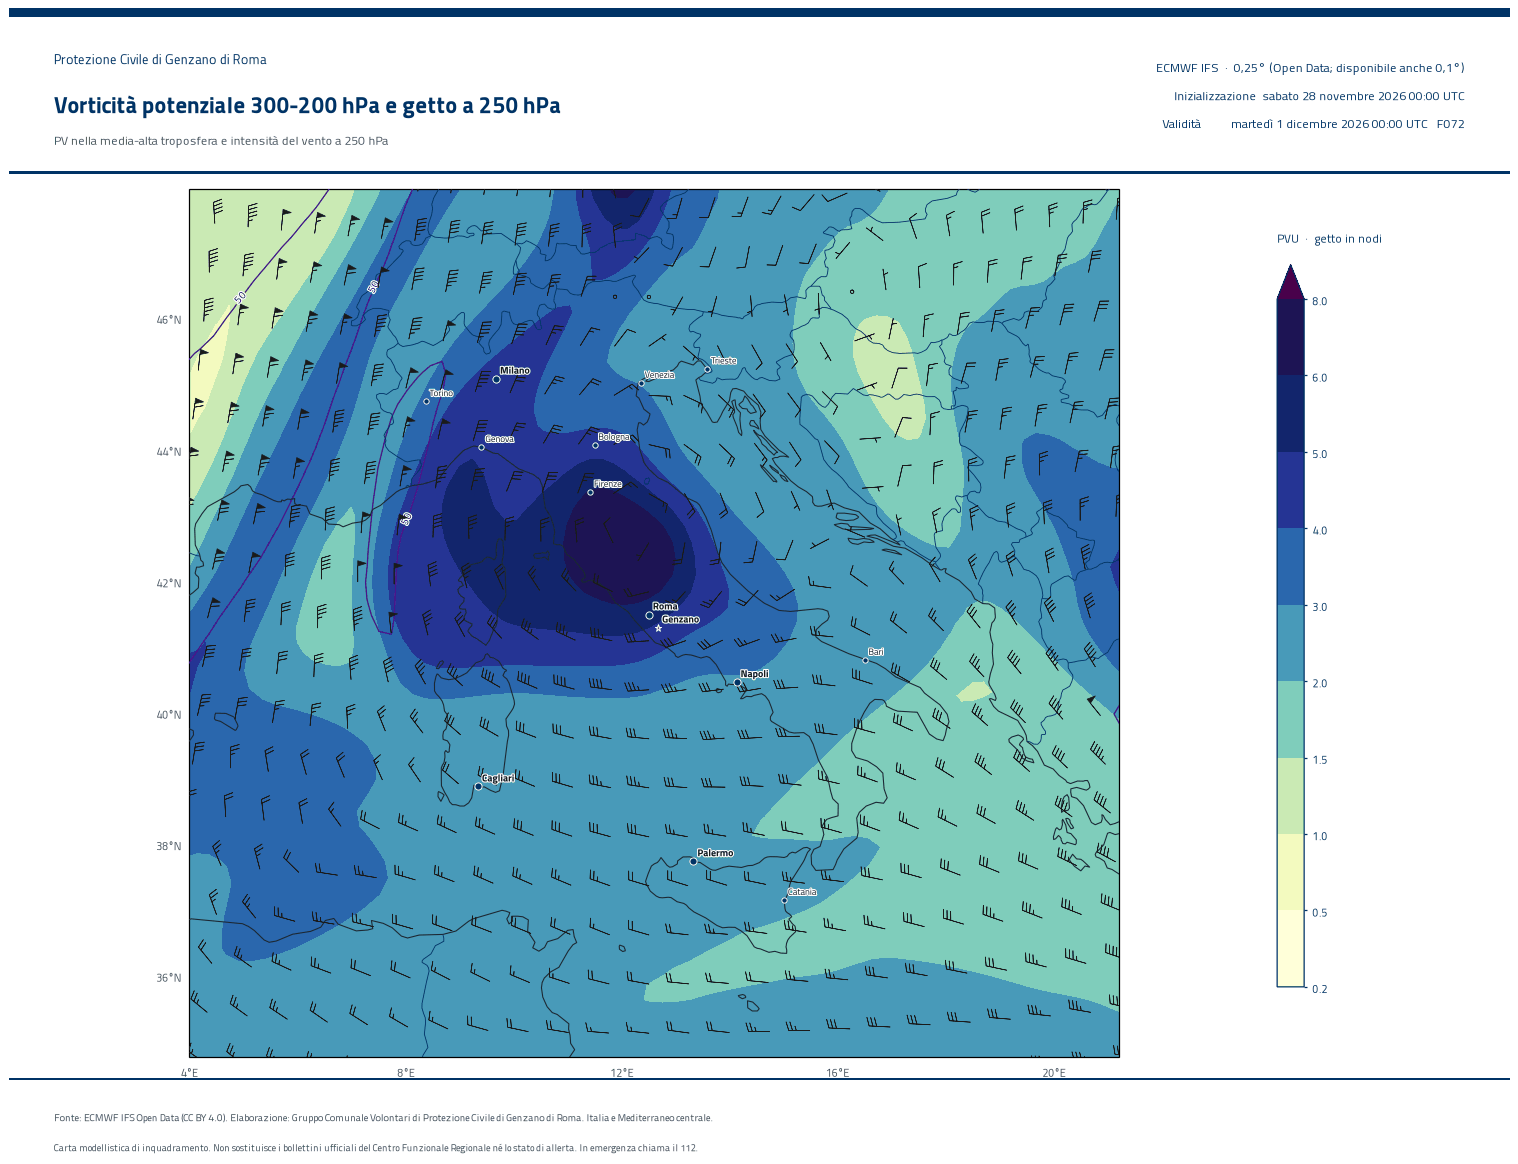 Protezione Civile di Genzano di Roma
Vorticità potenziale 300-200 hPa e getto a 250 hPa
PV nella media-alta troposfera e intensità del vento a 250 hPa
ECMWF IFS · 0,25° (Open Data; disponibile anche 0,1°)
Inizializzazione sabato 28 novembre 2026 00:00 UTC
Validità martedì 1 dicembre 2026 00:00 UTC F072
PVU · getto in nodi
8.0
6.0
5.0
4.0
3.0
2.0
1.5
1.0
0.5
0.2
46°N
44°N
42°N
40°N
38°N
36°N
4°E
8°E
12°E
16°E
20°E
50
50
50
Trieste
Milano
Venezia
Torino
Genova
Bologna
Firenze
Roma
Genzano
Bari
Napoli
Cagliari
Palermo
Catania
Fonte: ECMWF IFS Open Data (CC BY 4.0). Elaborazione: Gruppo Comunale Volontari di Protezione Civile di Genzano di Roma. Italia e Mediterraneo centrale.
Carta modellistica di inquadramento. Non sostituisce i bollettini ufficiali del Centro Funzionale Regionale né lo stato di allerta. In emergenza chiama il 112.